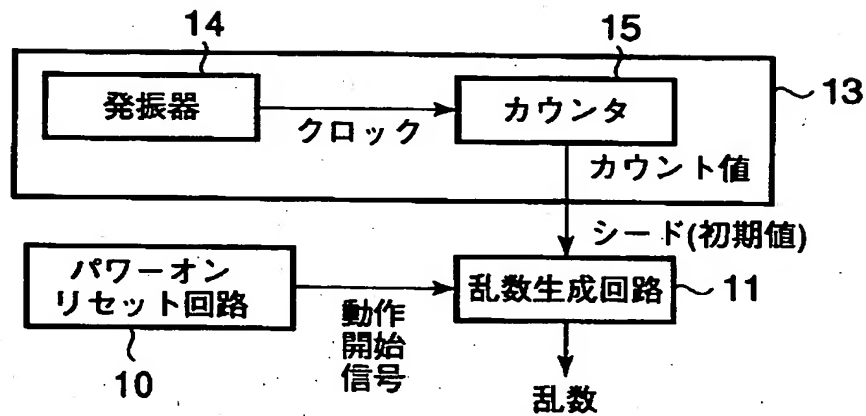 14
15
発振器
カウンタ
13
クロック
カウント値
シード(初期値)
パワーオン
リセット回路
乱数生成回路
11
動作
開始
信号
10
乱数